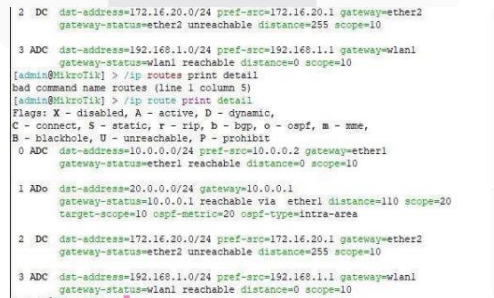 2 DC dst-address=172.16.20.0/24 pref-src=172.16.20.1 gateway=ether2
gateway-status=ether2 unreachable distance=255 scope=10
3 ADC dst-address=192.168.1.0/24 pref-src=192.168.1.1 gateway=wlan1
gateway-status=wlan1 reachable distance=0 scope=10
[admin@MikroTik] > /ip routes print detail
bad command name routes (line 1 column 5)
[admin@MikroTik] > /ip route print detail
Flags: X - disabled, A - active, D - dynamic,
C - connect, S - static, r - rip, b - bgp, o - ospf, m - mme,
B - blackhole, U - unreachable, P - prohibit
0 ADC dst-address=10.0.0.0/24 pref-src=10.0.0.2 gateway=ether1
gateway-status=ether1 reachable distance=0 scope=10
1 ADo dst-address=20.0.0.0/24 gateway=10.0.0.1
gateway-status=10.0.0.1 reachable via ether1 distance=110 scope=20
target-scope=10 ospf-metric=20 ospf-type=intra-area
2 DC dst-address=172.16.20.0/24 pref-src=172.16.20.1 gateway=ether2
gateway-status=ether2 unreachable distance=255 scope=10
3 ADC dst-address=192.168.1.0/24 pref-src=192.168.1.1 gateway=wlan1
gateway-status=wlan1 reachable distance=0 scope=10